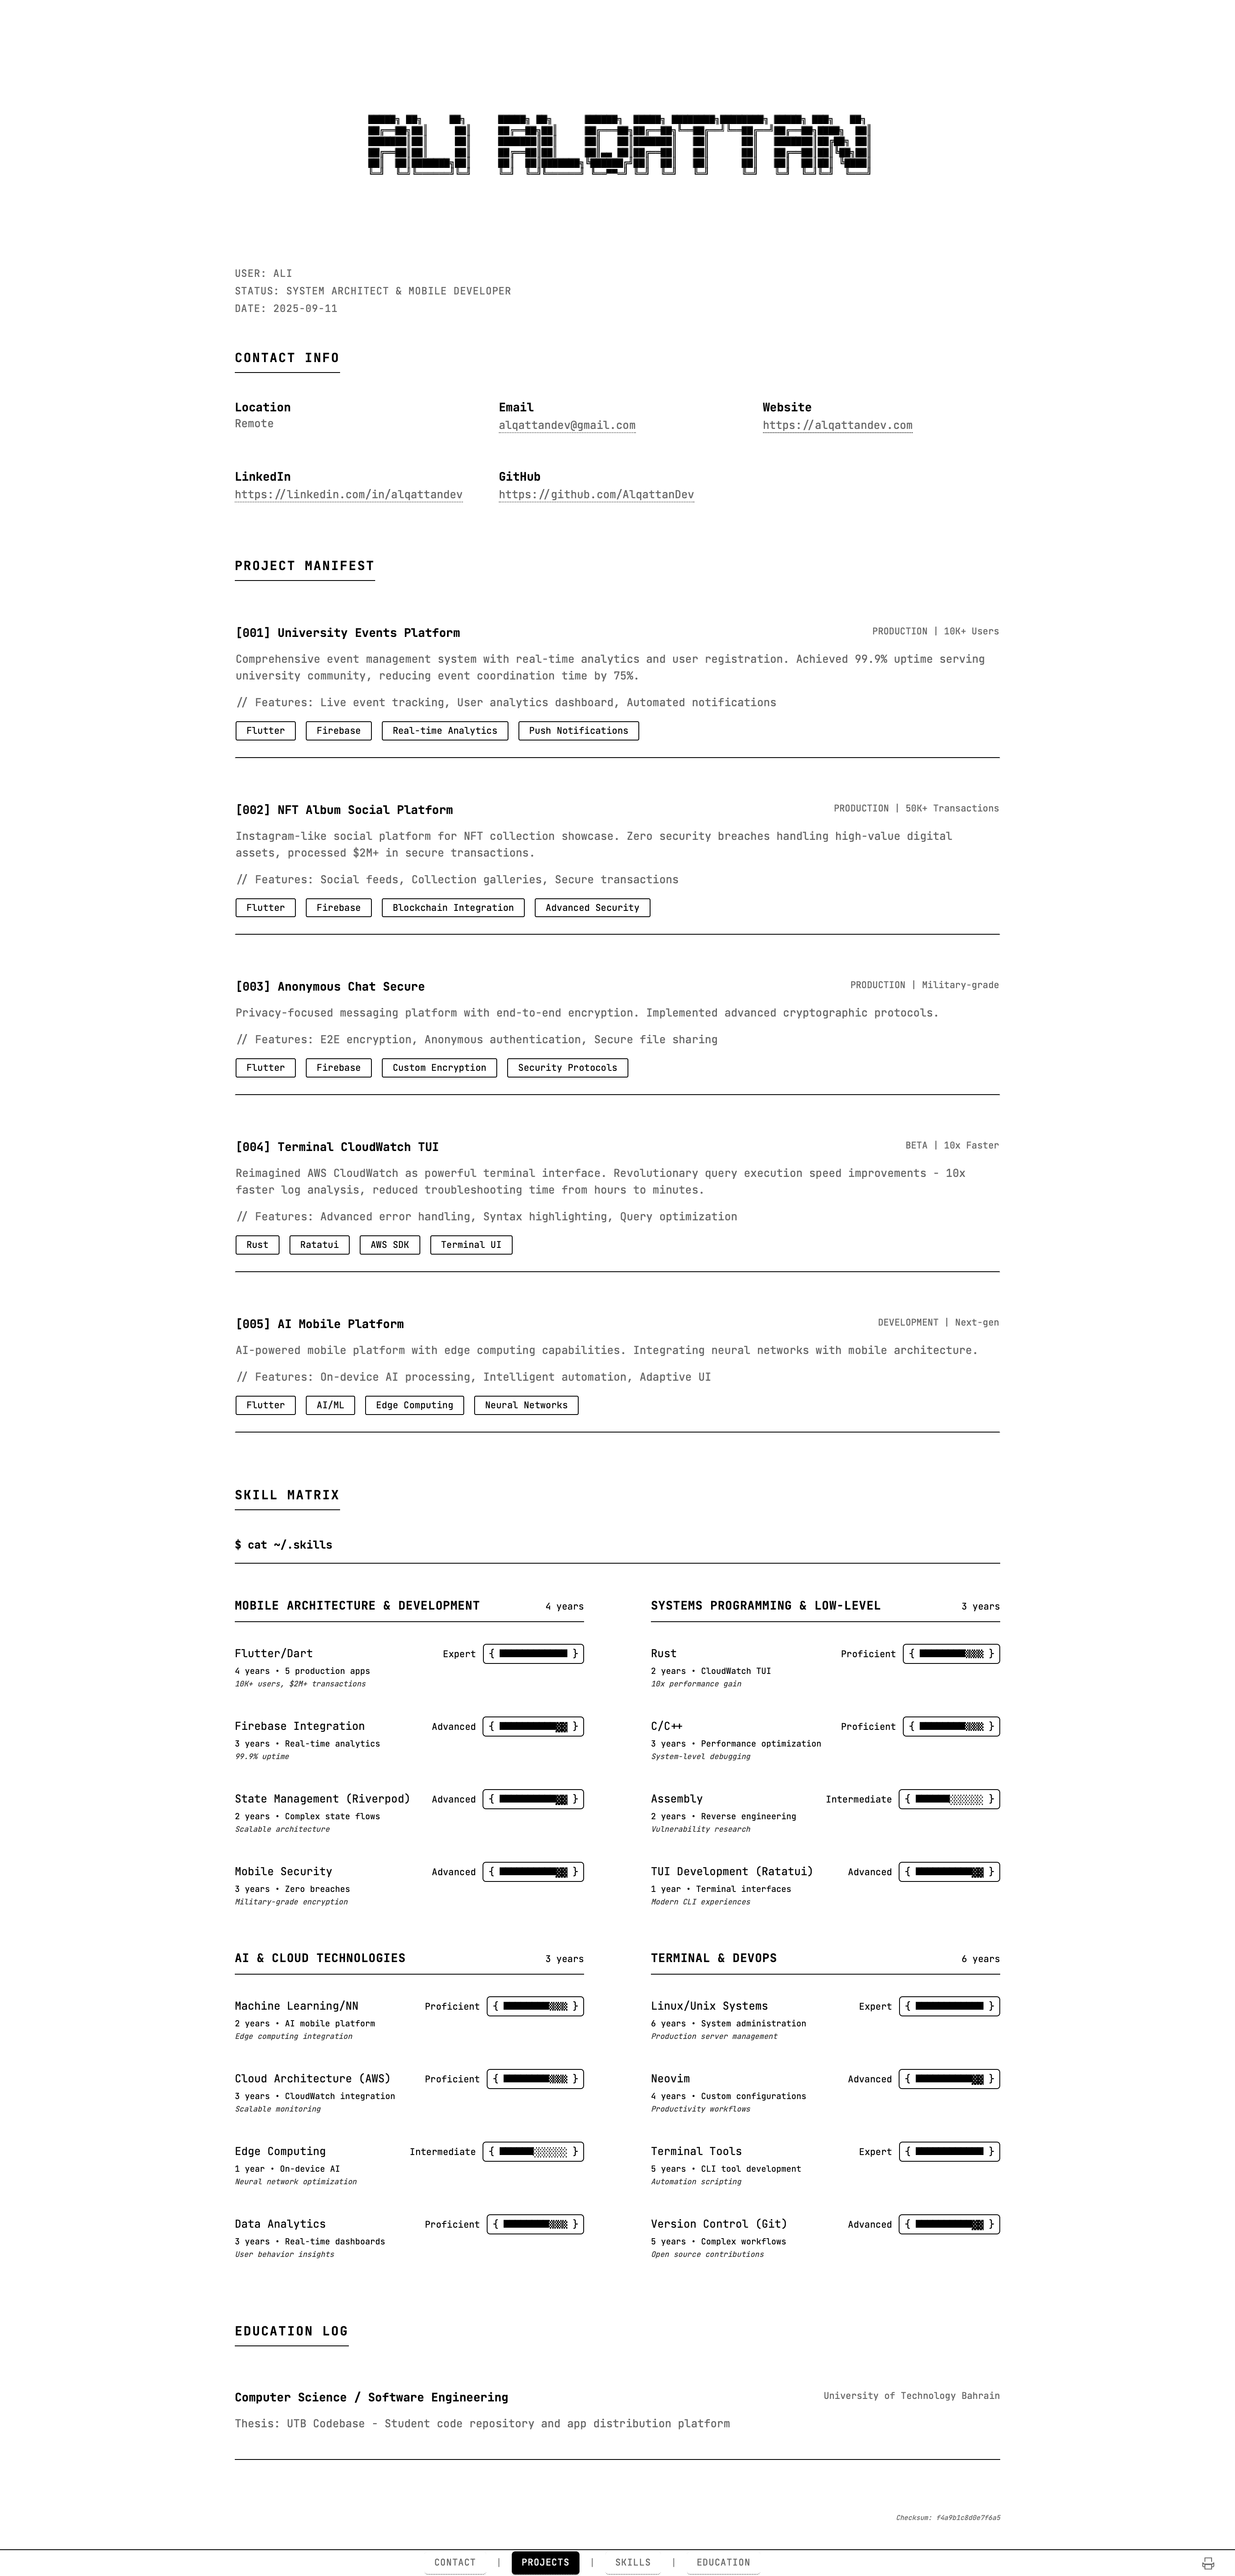 ALI ALQATTAN
USER: ALI
STATUS: SYSTEM ARCHITECT & MOBILE DEVELOPER
DATE: 2025-09-11
CONTACT INFO
Location
Remote
Email
alqattandev@gmail.com
Website
https://alqattandev.com
LinkedIn
https://linkedin.com/in/alqattandev
GitHub
https://github.com/AlqattanDev
PROJECT MANIFEST
[001] University Events Platform
PRODUCTION | 10K+ Users
Comprehensive event management system with real-time analytics and user registration. Achieved 99.9% uptime serving
university community, reducing event coordination time by 75%.
// Features: Live event tracking, User analytics dashboard, Automated notifications
Flutter Firebase Real-time Analytics Push Notifications
[002] NFT Album Social Platform
PRODUCTION | 50K+ Transactions
Instagram-like social platform for NFT collection showcase. Zero security breaches handling high-value digital
assets, processed $2M+ in secure transactions.
// Features: Social feeds, Collection galleries, Secure transactions
Flutter Firebase Blockchain Integration Advanced Security
[003] Anonymous Chat Secure
PRODUCTION | Military-grade
Privacy-focused messaging platform with end-to-end encryption. Implemented advanced cryptographic protocols.
// Features: E2E encryption, Anonymous authentication, Secure file sharing
Flutter Firebase Custom Encryption Security Protocols
[004] Terminal CloudWatch TUI
BETA | 10x Faster
Reimagined AWS CloudWatch as powerful terminal interface. Revolutionary query execution speed improvements - 10x
faster log analysis, reduced troubleshooting time from hours to minutes.
// Features: Advanced error handling, Syntax highlighting, Query optimization
Rust Ratatui AWS SDK Terminal UI
[005] AI Mobile Platform
DEVELOPMENT | Next-gen
AI-powered mobile platform with edge computing capabilities. Integrating neural networks with mobile architecture.
// Features: On-device AI processing, Intelligent automation, Adaptive UI
Flutter AI/ML Edge Computing Neural Networks
SKILL MATRIX
$ cat ~/.skills
MOBILE ARCHITECTURE & DEVELOPMENT 4 years
Flutter/Dart Expert { }
4 years • 5 production apps
10K+ users, $2M+ transactions
Firebase Integration Advanced { }
3 years • Real-time analytics
99.9% uptime
State Management (Riverpod) Advanced { }
2 years • Complex state flows
Scalable architecture
Mobile Security Advanced { }
3 years • Zero breaches
Military-grade encryption
SYSTEMS PROGRAMMING & LOW-LEVEL 3 years
Rust Proficient { }
2 years • CloudWatch TUI
10x performance gain
C/C++ Proficient { }
3 years • Performance optimization
System-level debugging
Assembly Intermediate { }
2 years • Reverse engineering
Vulnerability research
TUI Development (Ratatui) Advanced { }
1 year • Terminal interfaces
Modern CLI experiences
AI & CLOUD TECHNOLOGIES 3 years
Machine Learning/NN Proficient { }
2 years • AI mobile platform
Edge computing integration
Cloud Architecture (AWS) Proficient { }
3 years • CloudWatch integration
Scalable monitoring
Edge Computing Intermediate { }
1 year • On-device AI
Neural network optimization
Data Analytics Proficient { }
3 years • Real-time dashboards
User behavior insights
TERMINAL & DEVOPS 6 years
Linux/Unix Systems Expert { }
6 years • System administration
Production server management
Neovim Advanced { }
4 years • Custom configurations
Productivity workflows
Terminal Tools Expert { }
5 years • CLI tool development
Automation scripting
Version Control (Git) Advanced { }
5 years • Complex workflows
Open source contributions
EDUCATION LOG
Computer Science / Software Engineering
University of Technology Bahrain
Thesis: UTB Codebase - Student code repository and app distribution platform
Checksum: f4a9b1c8d0e7f6a5
CONTACT | PROJECTS | SKILLS | EDUCATION